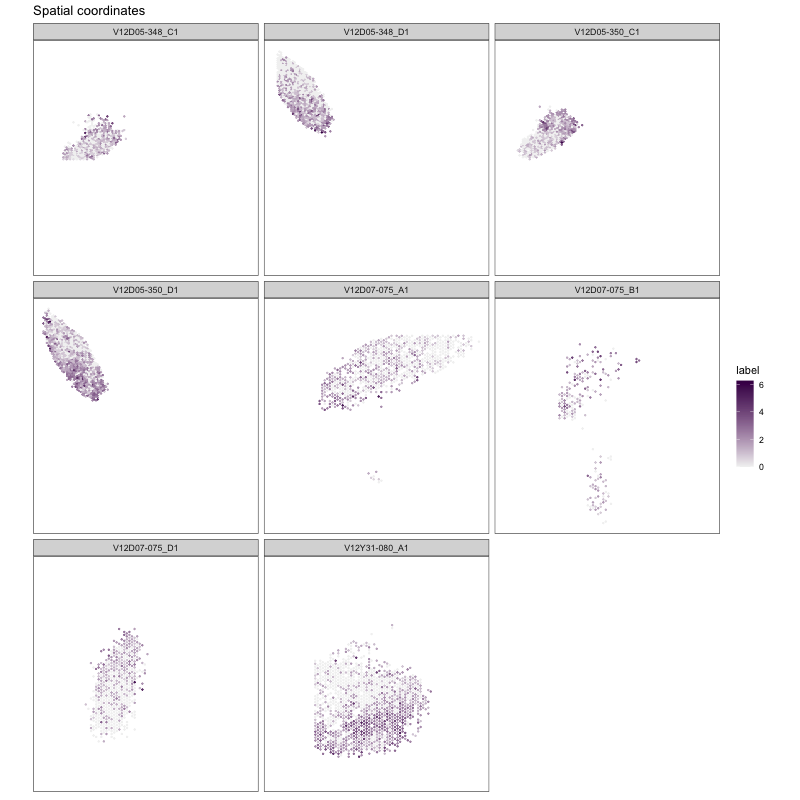 Spatial coordinates
V12D05-348_C1
V12D05-348_D1
V12D05-350_C1
V12D05-350_D1
V12D07-075_A1
V12D07-075_B1
label
6
4
2
0
V12D07-075_D1
V12Y31-080_A1